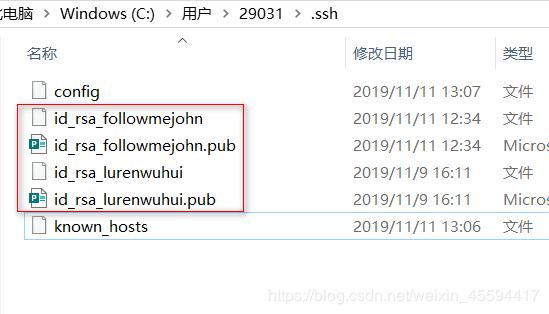 电脑 > Windows (C:) > 用户 > 29031 > .ssh
名称 修改日期 类型
config 2019/11/11 13:07 文件
id_rsa_followmejohn 2019/11/11 12:34 文件
id_rsa_followmejohn.pub 2019/11/11 12:34 Micros
id_rsa_lurenwuhui 2019/11/9 16:11 文件
id_rsa_lurenwuhui.pub 2019/11/9 16:11 Micros
known_hosts 2019/11/11 13:06 文件
https://blog.csdn.net/weixin_45594417